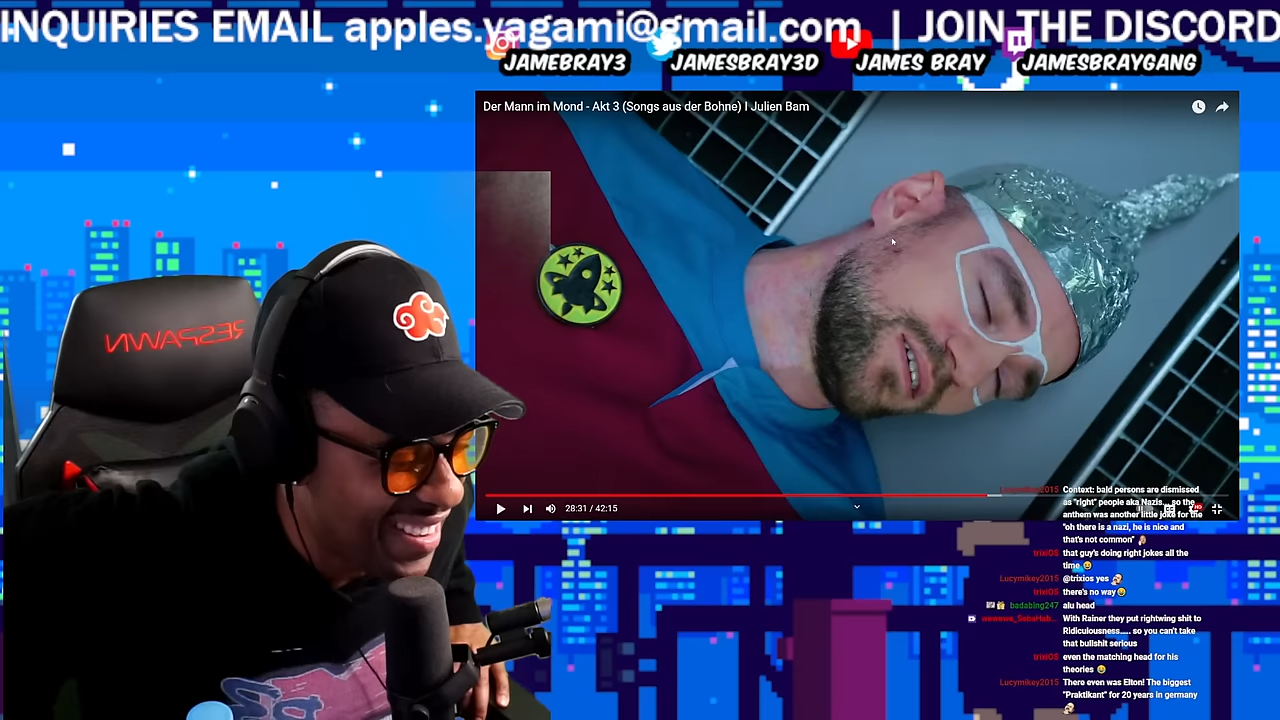 INQUIRIES EMAIL apples.yagami@gmail.com | JOIN THE DISCORD
JAMEBRAY3 JAMESBRAY3D JAMES BRAY JAMESBRAYGANG
Der Mann im Mond - Akt 3 (Songs aus der Bohne) I Julien Bam
RESPAWN
28:31 / 42:15
Lucymikey2015 Context: bald persons are dismissed
as "right" people aka Nazis.... so the
anthem was another little joke for the
"oh there is a nazi, he is nice and
that's not common"
trixiOS that guy's doing right jokes all the
time
Lucymikey2015 @trixios yes
trixiOS there's no way
badabing247 alu head
With Rainer they put rightwing shit to
Ridiculousness..... so you can't take
that bullshit serious
trixiOS even the matching head for his
theories
Lucymikey2015 There even was Elton! The biggest
"Praktikant" for 20 years in germany